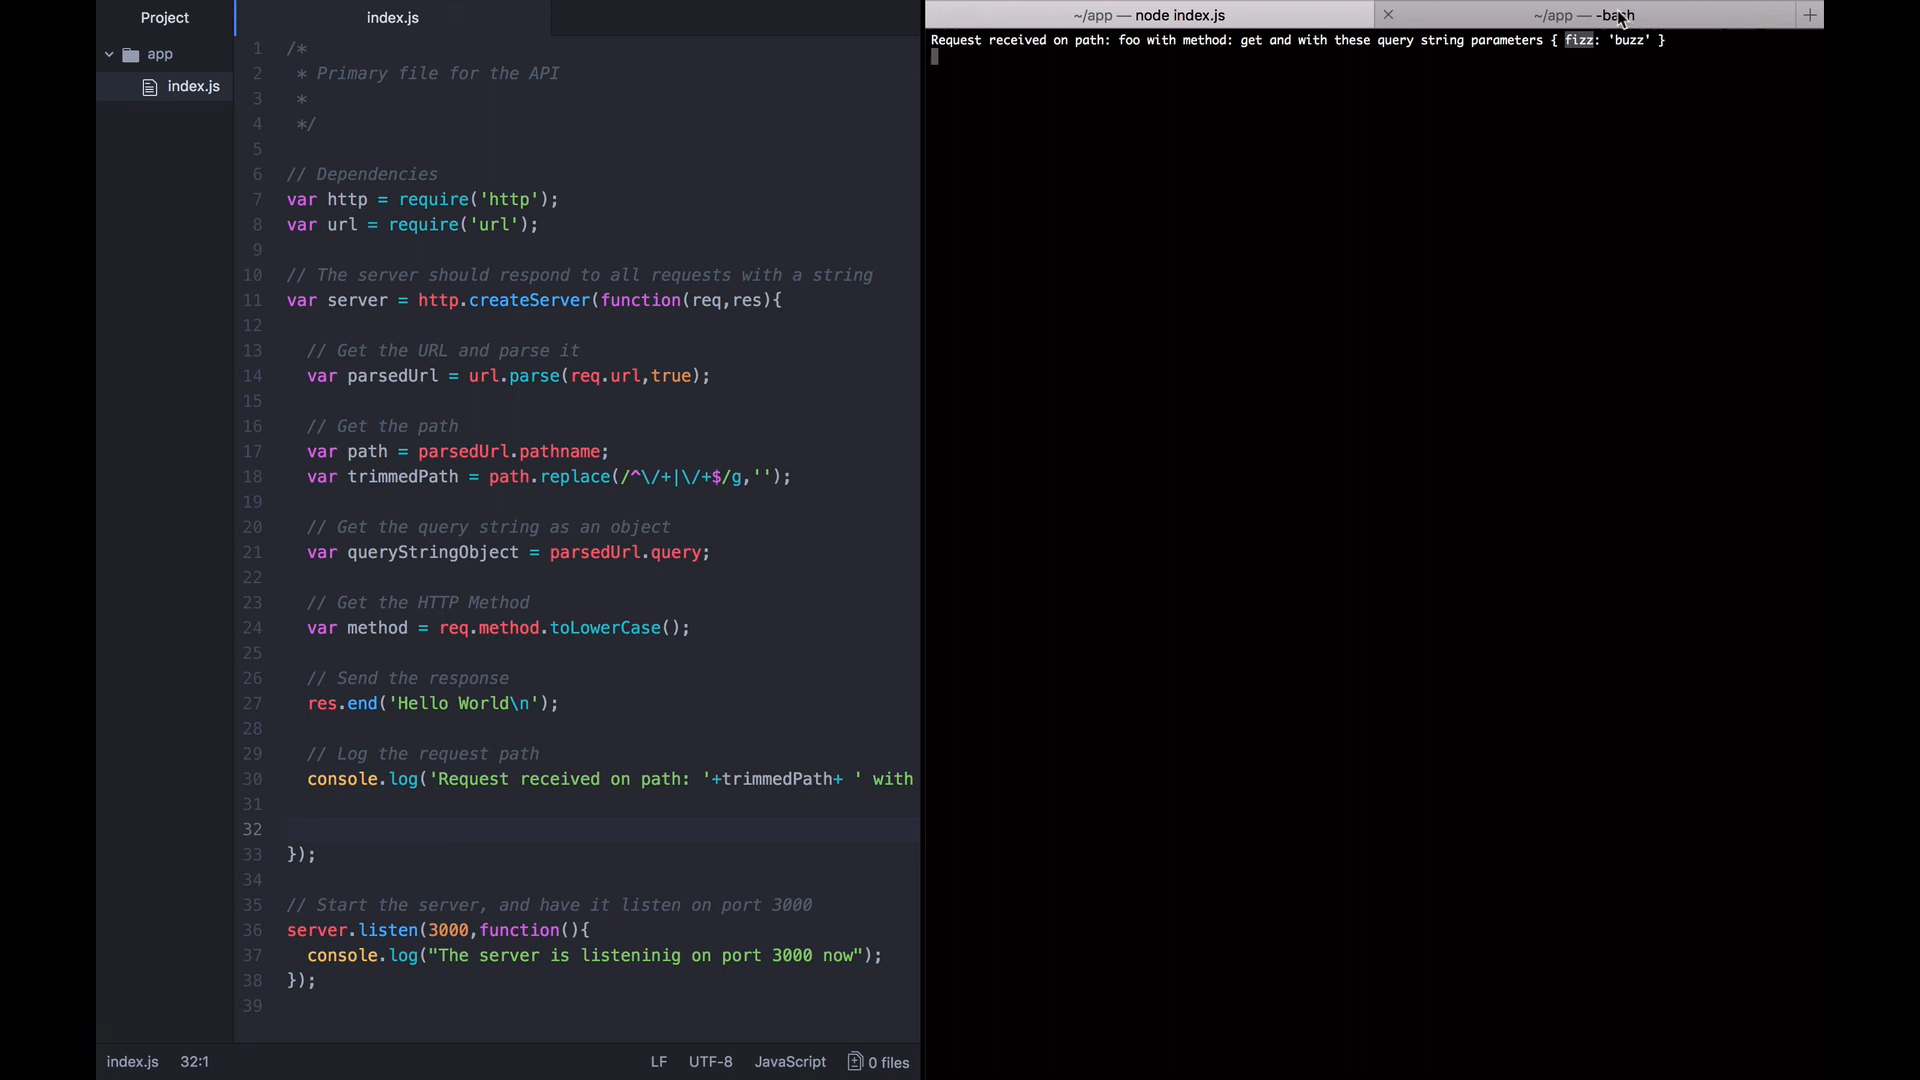 Project
app
index.js
index.js
1 /*
2  * Primary file for the API
3  *
4  */
5
6 // Dependencies
7 var http = require('http');
8 var url = require('url');
9
10 // The server should respond to all requests with a string
11 var server = http.createServer(function(req,res){
12
13   // Get the URL and parse it
14   var parsedUrl = url.parse(req.url,true);
15
16   // Get the path
17   var path = parsedUrl.pathname;
18   var trimmedPath = path.replace(/^\/+|\/+$/g,'');
19
20   // Get the query string as an object
21   var queryStringObject = parsedUrl.query;
22
23   // Get the HTTP Method
24   var method = req.method.toLowerCase();
25
26   // Send the response
27   res.end('Hello World\n');
28
29   // Log the request path
30   console.log('Request received on path: '+trimmedPath+ ' with
31
32
33 });
34
35 // Start the server, and have it listen on port 3000
36 server.listen(3000,function(){
37   console.log("The server is listeninig on port 3000 now");
38 });
39
index.js 32:1 LF UTF-8 JavaScript 0 files
~/app — node index.js
~/app — -bash
Request received on path: foo with method: get and with these query string parameters { fizz: 'buzz' }